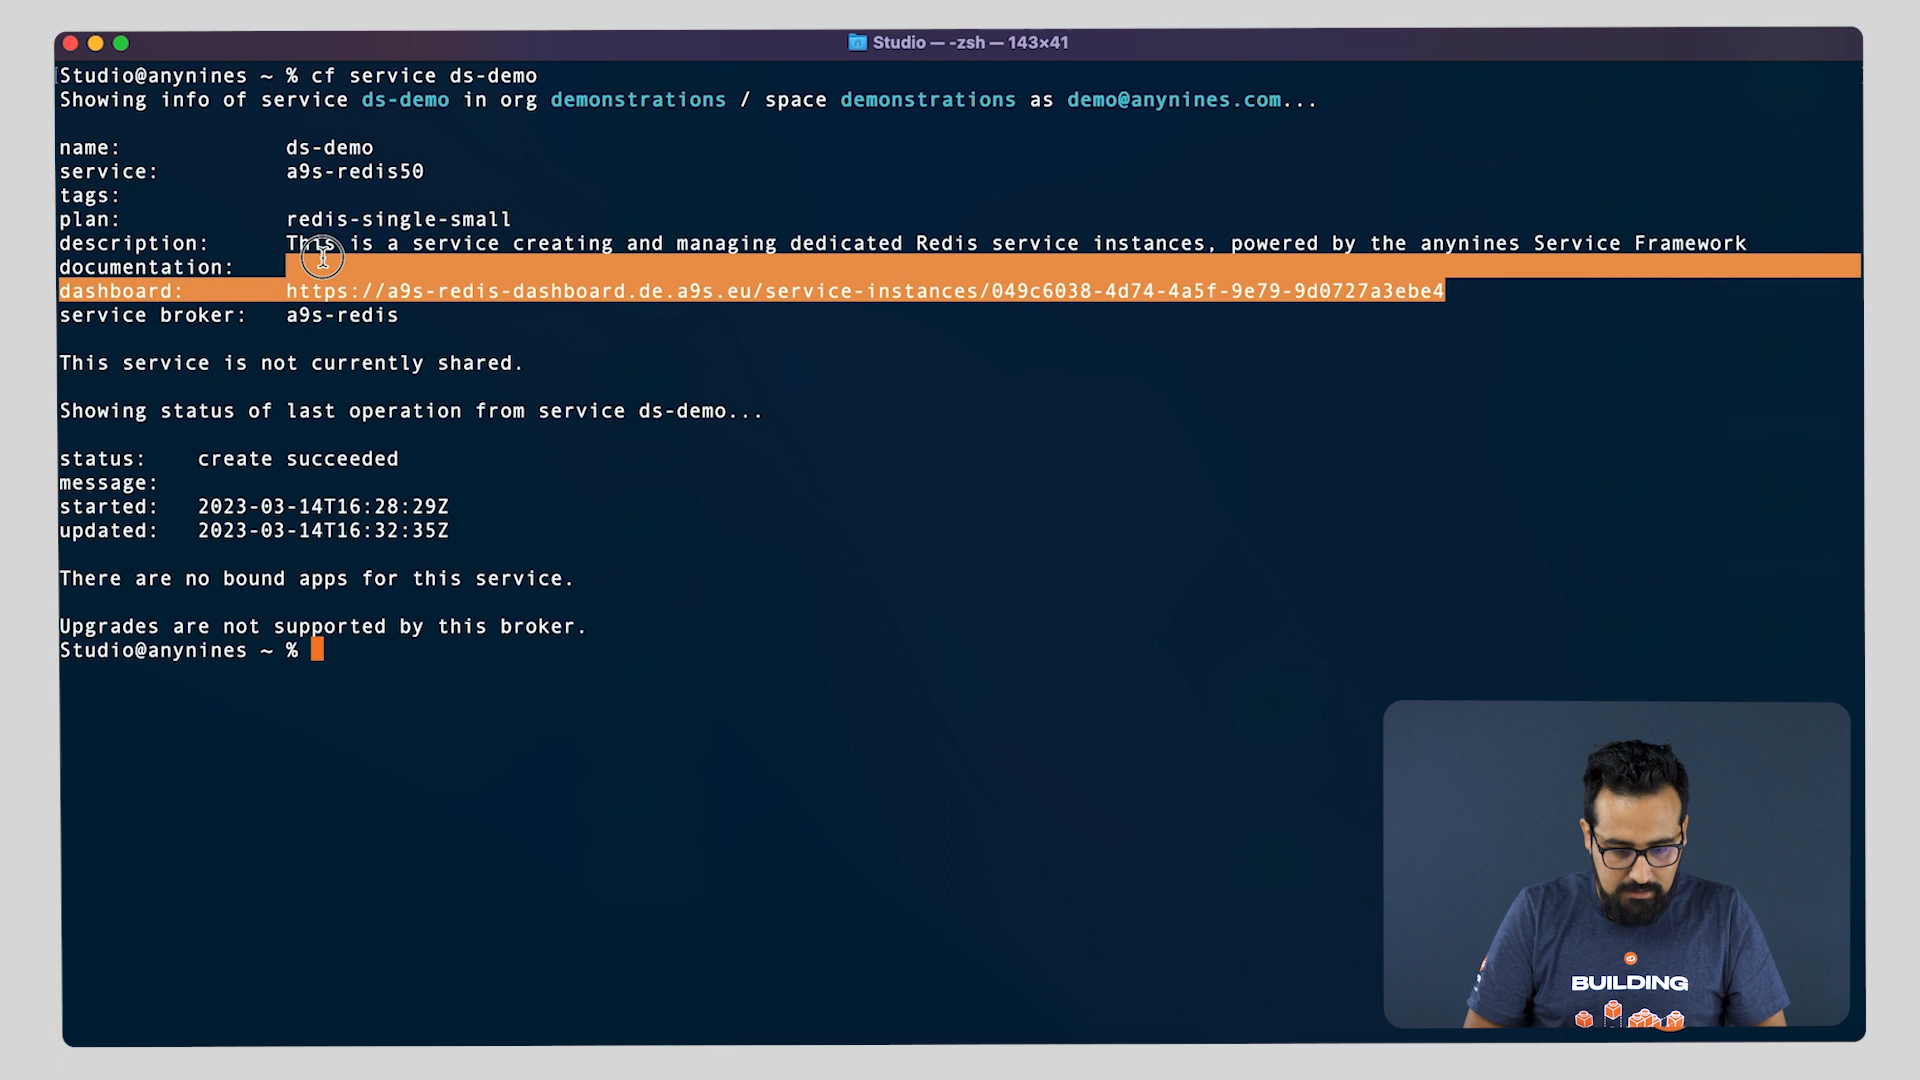 Studio — -zsh — 143×41
Studio@anynines ~ % cf service ds-demo
Showing info of service ds-demo in org demonstrations / space demonstrations as demo@anynines.com...
name: ds-demo
service: a9s-redis50
tags:
plan: redis-single-small
description: This is a service creating and managing dedicated Redis service instances, powered by the anynines Service Framework
documentation:
dashboard: https://a9s-redis-dashboard.de.a9s.eu/service-instances/049c6038-4d74-4a5f-9e79-9d0727a3ebe4
service broker: a9s-redis
This service is not currently shared.
Showing status of last operation from service ds-demo...
status: create succeeded
message:
started: 2023-03-14T16:28:29Z
updated: 2023-03-14T16:32:35Z
There are no bound apps for this service.
Upgrades are not supported by this broker.
Studio@anynines ~ %
BUILDING